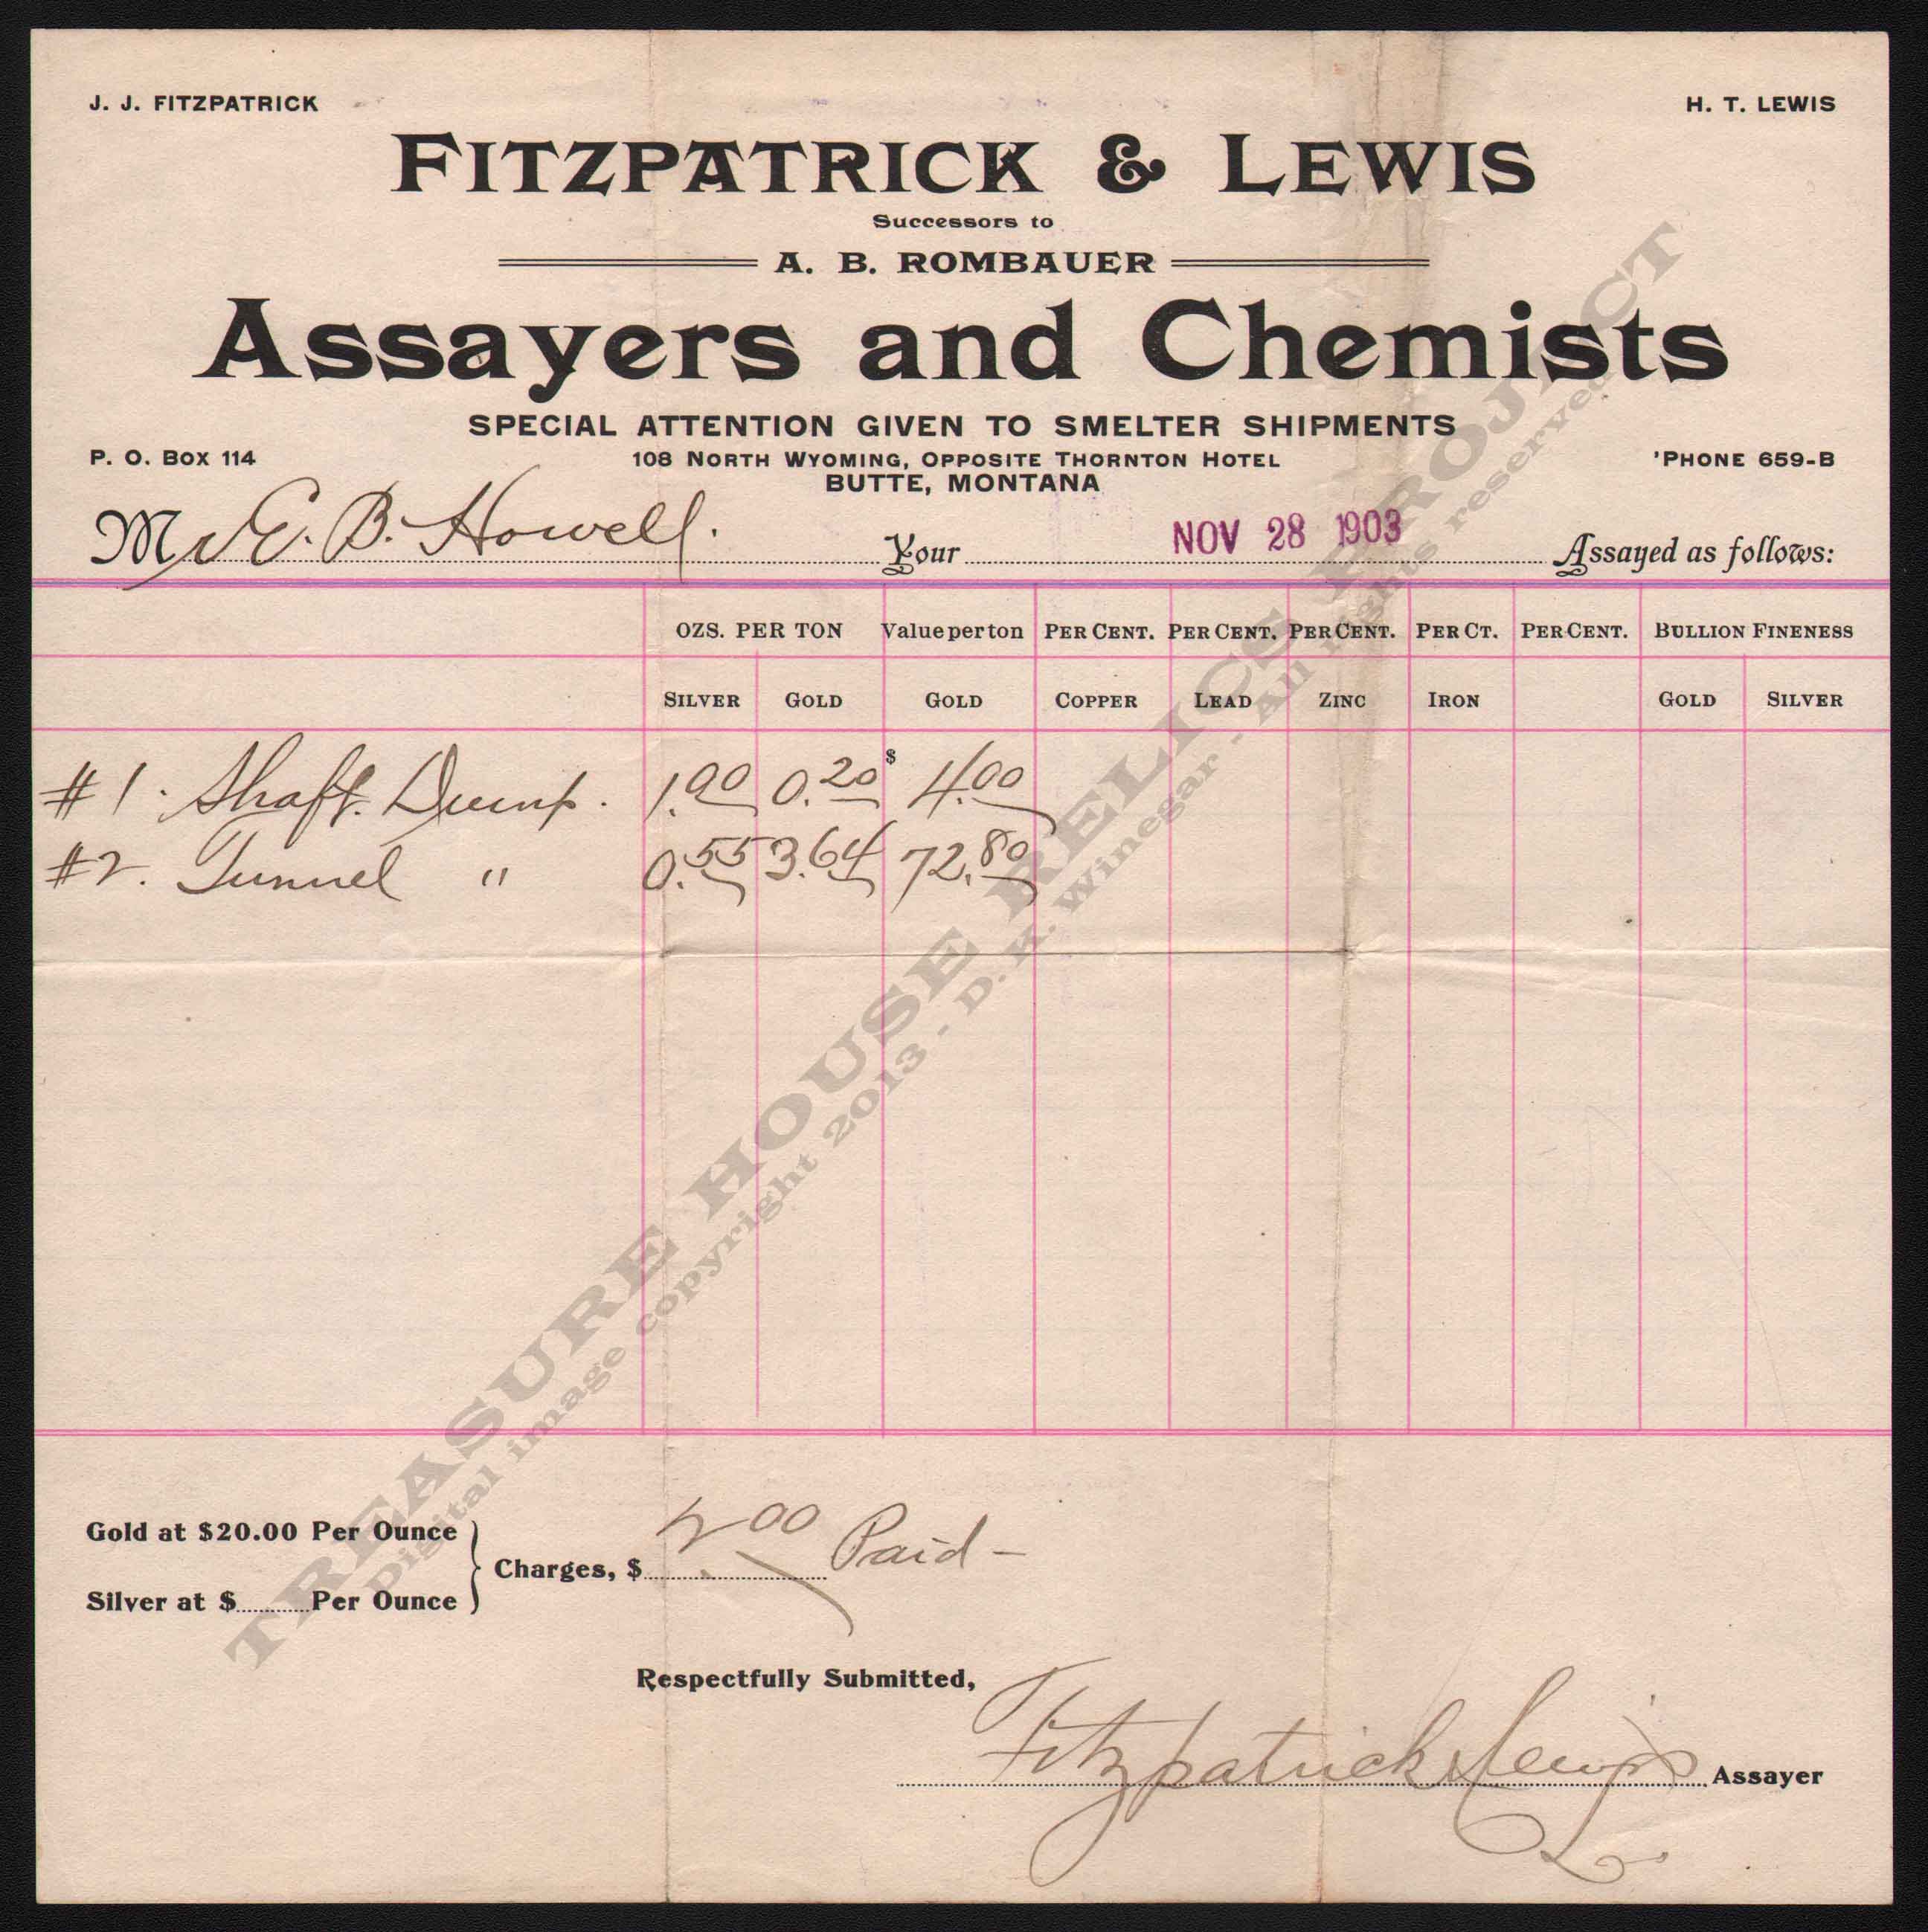 J. J. FITZPATRICK H. T. LEWIS
FITZPATRICK & LEWIS
Successors to
A. B. ROMBAUER
Assayers and Chemists
SPECIAL ATTENTION GIVEN TO SMELTER SHIPMENTS
P. O. Box 114 108 North Wyoming, Opposite Thornton Hotel 'Phone 659-B
BUTTE, MONTANA
Mr E. B. Howell. Your NOV 28 1903 Assayed as follows:
OZS. PER TON Value per ton PER CENT. PER CENT. PER CENT. PER CT. PER CENT. BULLION FINENESS
SILVER GOLD GOLD COPPER LEAD ZINC IRON GOLD SILVER
#1. Shaft. Dump. 1.90 0.20 $ 4.00
#2. Tunnel " 0.55 3.64 72.80
Gold at $20.00 Per Ounce
Charges, $ 2.00 Paid -
Silver at $ Per Ounce
Respectfully Submitted,
Fitzpatrick & Lewis Assayer
TREASURE HOUSE RELICS PROJECT
Digital image copyright 2013 - D. K. Winegar - All rights reserved